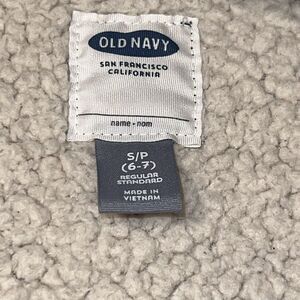 OLD NAVY
SAN FRANCISCO
CALIFORNIA
name - nom
S/P
(6-7)
REGULAR
STANDARD
MADE IN
VIETNAM